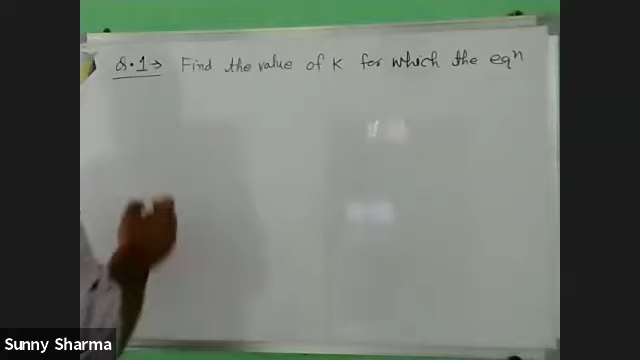 Q.1→ Find the value of K for which the eqⁿ
Sunny Sharma